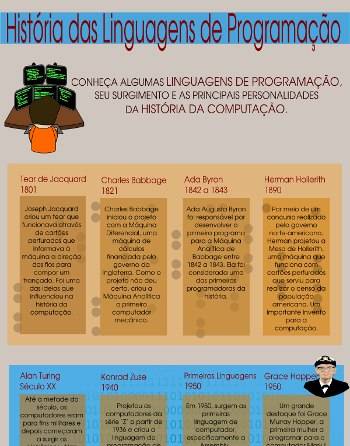 História das Linguagens de Programação
CONHEÇA ALGUMAS LINGUAGENS DE PROGRAMAÇÃO,
SEU SURGIMENTO E AS PRINCIPAIS PERSONALIDADES
DA HISTÓRIA DA COMPUTAÇÃO.
Tear de Jacquard
1801
Joseph Jacquard
criou um tear que
funcionava através
de cartões
perfurados que
informava à
máquina a direção
dos fios para
compor um
trançado. Foi uma
das ideias que
influenciou na
história da
computação.
Charles Babbage
1821
Charles Babbage
iniciou o projeto
com a Máquina
Diferencial, uma
máquina de
cálculos
financiada pelo
governo da
Inglaterra. Como o
projeto não deu
certo, criou a
Máquina Analítica
o primeiro
computador
mecânico.
Ada Byron
1842 a 1843
Ada Augusta Byron
foi responsável por
desenvolver o
primeiro programa
para a Máquina
Analítica de
Babbage entre
1842 a 1843. Ela foi
considerada uma
das primeiras
programadoras da
história.
Herman Hollerith
1890
Por meio de um
concurso realizado
pelo governo
norte-americano,
Herman projetou a
Mesa de Hollerith,
uma máquina que
funciona com
cartões perfurados
que serviu para
realizar o censo da
população
americana. Um
importante invento
para a
computação.
Alan Turing
Século XX
Até a metade do
século, os
computadores eram
para fins militares e
depois começaram
a surgir os
Konrad Zuse
1940
Projetou os
computadores da
série "Z" a partir de
1936 e criou a
linguagem de
programação de
Primeiras Linguagens
1950
Em 1950, surgem as
primeiras
linguagens de
computador,
especificamente a
Assembly
Grace Hopper
1950
Um grande
destaque foi Grace
Murray Hopper, a
primeira mulher a
programar para o